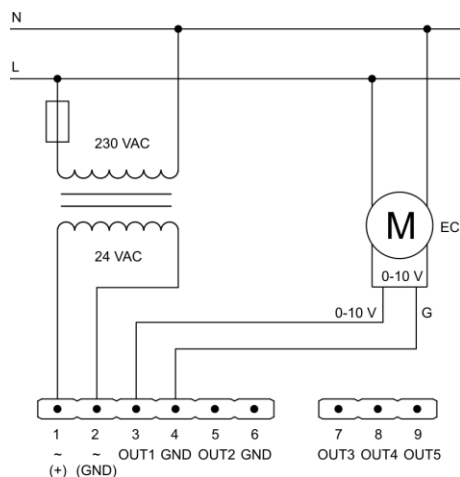 N
L
230 VAC
24 VAC
M
EC
0-10 V
0-10 V
G
1 2 3 4 5 6 7 8 9
~ ~ OUT1 GND OUT2 GND OUT3 OUT4 OUT5
(+) (GND)